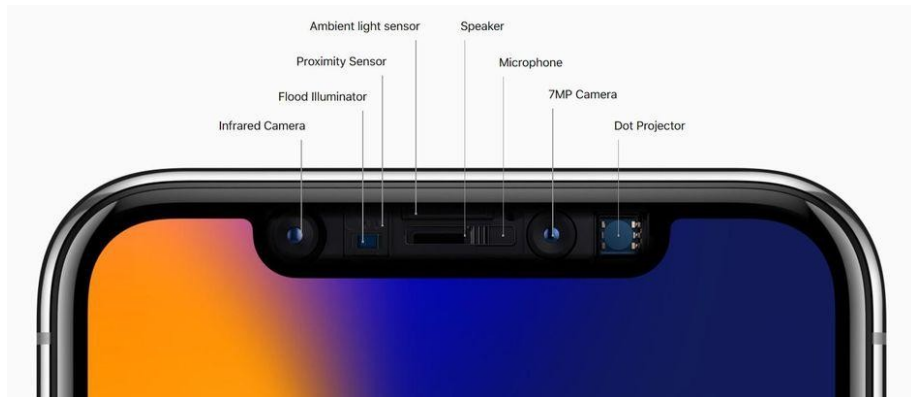 Ambient light sensor
Speaker
Proximity Sensor
Microphone
Flood Illuminator
7MP Camera
Infrared Camera
Dot Projector